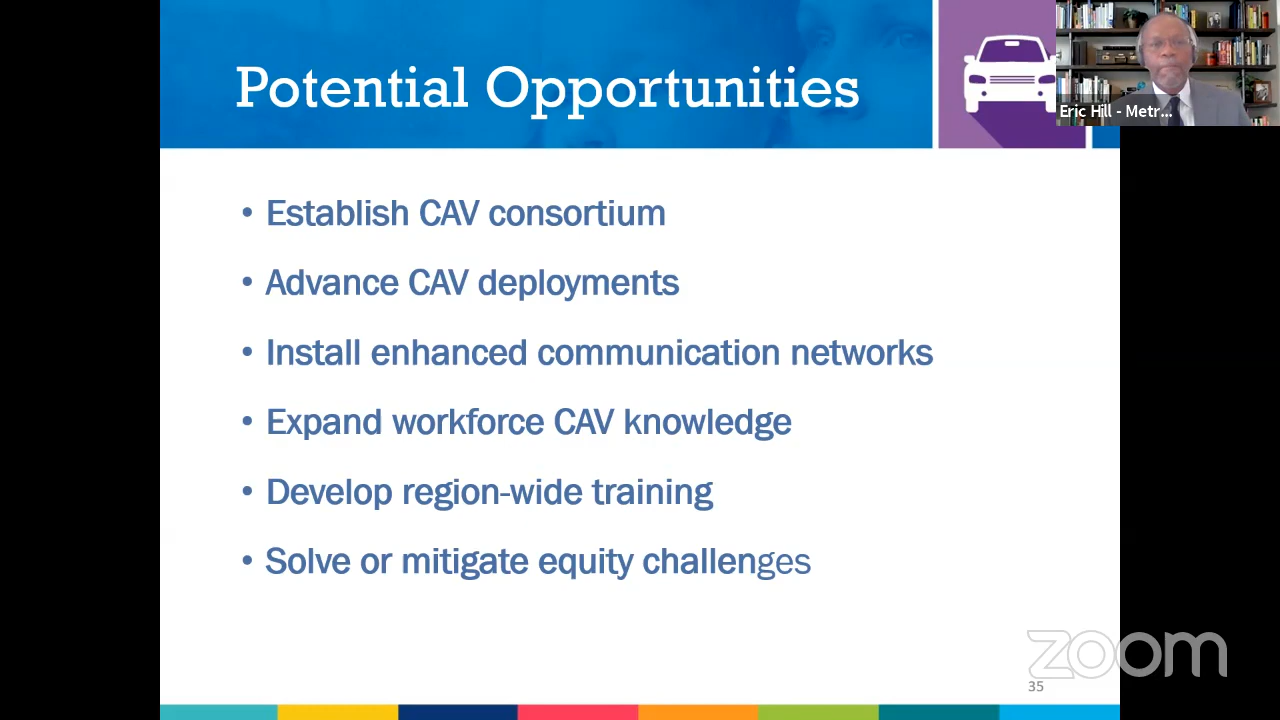 Potential Opportunities
Eric Hill - Metr...
• Establish CAV consortium
• Advance CAV deployments
• Install enhanced communication networks
• Expand workforce CAV knowledge
• Develop region-wide training
• Solve or mitigate equity challenges
zoom
35